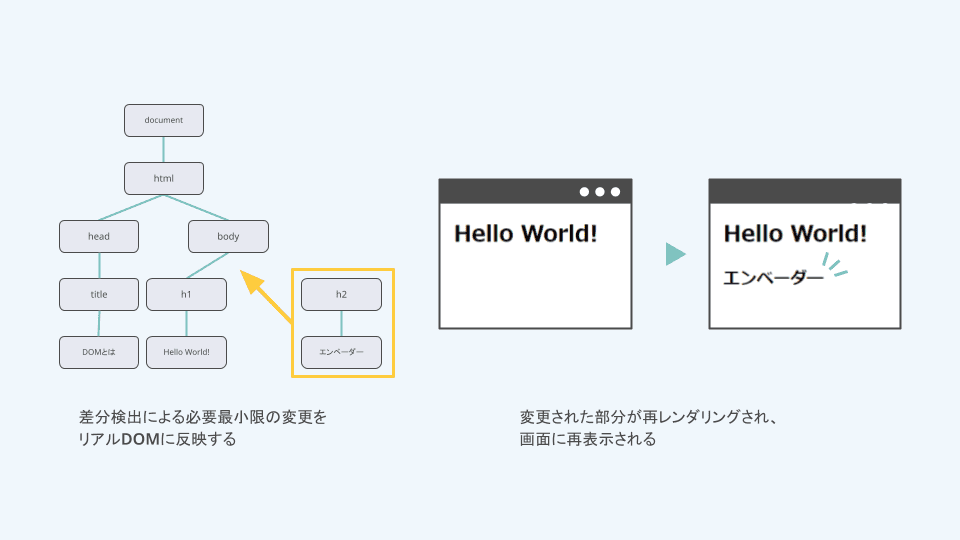 document
html
head
body
title
h1
h2
DOMとは
Hello World!
エンベーダー
差分検出による必要最小限の変更を
リアルDOMに反映する
Hello World!
Hello World!
エンベーダー
変更された部分が再レンダリングされ、
画面に再表示される